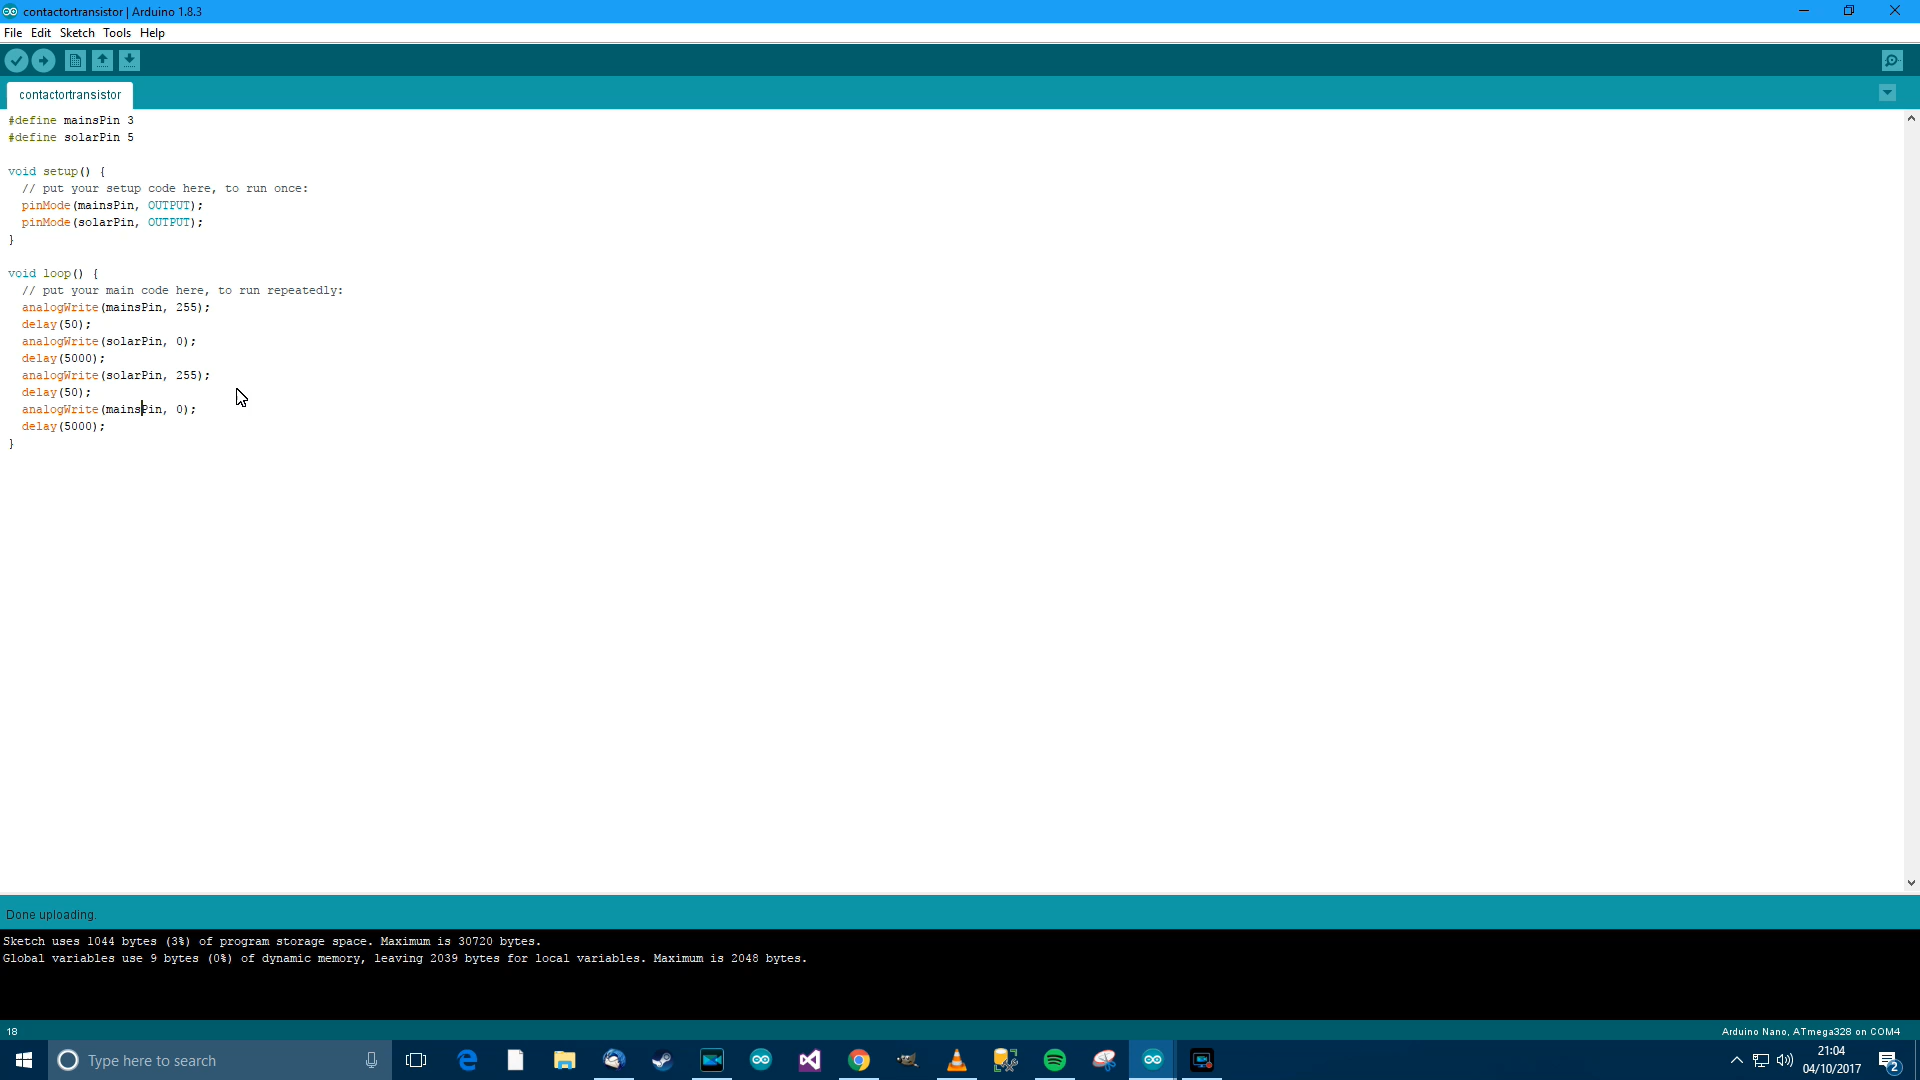 contactortransistor | Arduino 1.8.3
File Edit Sketch Tools Help
contactortransistor
#define mainsPin 3
#define solarPin 5
void setup() {
// put your setup code here, to run once:
pinMode(mainsPin, OUTPUT);
pinMode(solarPin, OUTPUT);
}
void loop() {
// put your main code here, to run repeatedly:
analogWrite(mainsPin, 255);
delay(50);
analogWrite(solarPin, 0);
delay(5000);
analogWrite(solarPin, 255);
delay(50);
analogWrite(mainsPin, 0);
delay(5000);
}
Done uploading.
Sketch uses 1044 bytes (3%) of program storage space. Maximum is 30720 bytes.
Global variables use 9 bytes (0%) of dynamic memory, leaving 2039 bytes for local variables. Maximum is 2048 bytes.
18
Arduino Nano, ATmega328 on COM4
Type here to search
21:04
04/10/2017
2